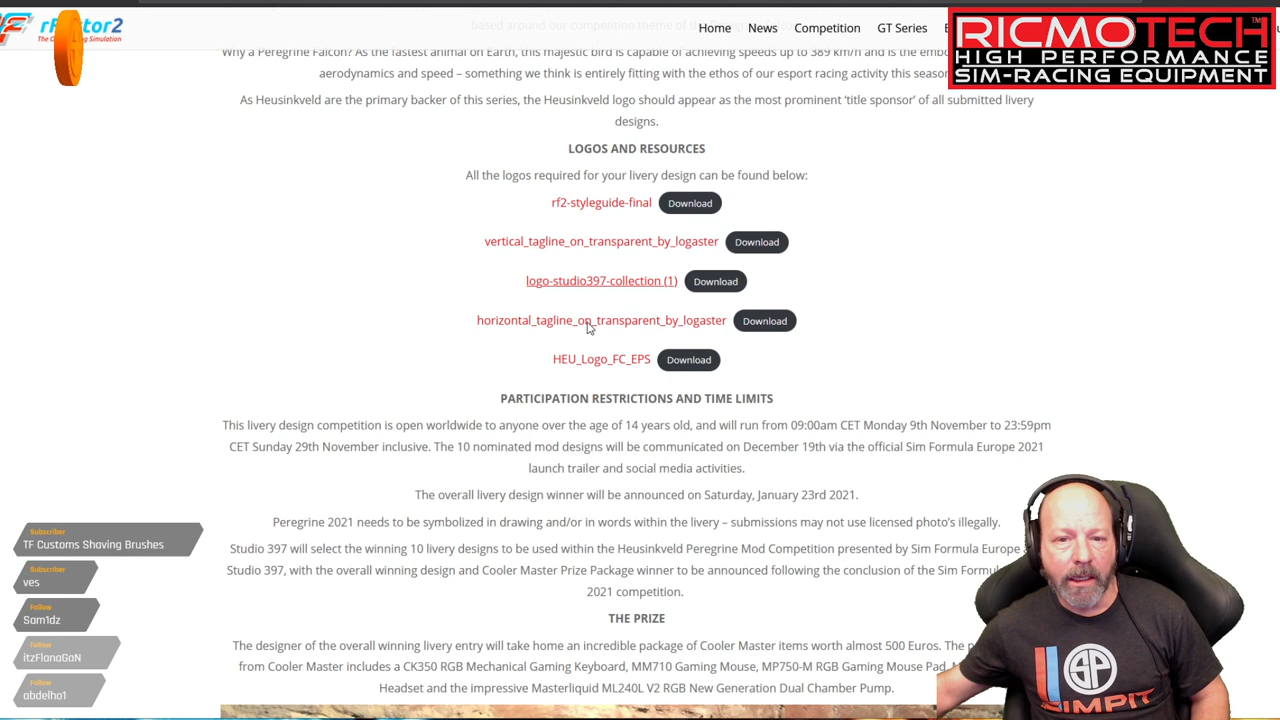 rFactor2
Home News Competition GT Series
RICMOTECH™
HIGH PERFORMANCE
SIM-RACING EQUIPMENT
based around our competition theme of the
Why a Peregrine Falcon? As the fastest animal on Earth, this majestic bird is capable of achieving speeds up to 389 km/h and is the
aerodynamics and speed – something we think is entirely fitting with the ethos of our esport racing activity this
As Heusinkveld are the primary backer of this series, the Heusinkveld logo should appear as the most prominent ‘title sponsor’ of all submitted livery
designs.
LOGOS AND RESOURCES
All the logos required for your livery design can be found below:
rf2-styleguide-final Download
vertical_tagline_on_transparent_by_logaster Download
logo-studio397-collection (1) Download
horizontal_tagline_on_transparent_by_logaster Download
HEU_Logo_FC_EPS Download
PARTICIPATION RESTRICTIONS AND TIME LIMITS
This livery design competition is open worldwide to anyone over the age of 14 years old, and will run from 09:00am CET Monday 9th November to 23:59pm
CET Sunday 29th November inclusive. The 10 nominated mod designs will be communicated on December 19th via the official Sim Formula Europe 2021
launch trailer and social media activities.
The overall livery design winner will be announced on Saturday, January 23rd 2021.
Peregrine 2021 needs to be symbolized in drawing and/or in words within the livery – submissions may not use licensed photo’s illegally.
Studio 397 will select the winning 10 livery designs to be used within the Heusinkveld Peregrine Mod Competition presented by Sim Formula Europe
Studio 397, with the overall winning design and Cooler Master Prize Package winner to be announced following the conclusion of the Sim
2021 competition.
THE PRIZE
The designer of the overall winning livery entry will take home an incredible package of Cooler Master items worth almost 500 Euros. The
from Cooler Master includes a CK350 RGB Mechanical Gaming Keyboard, MM710 Gaming Mouse, MP750-M RGB Gaming Mouse Pad,
Headset and the impressive Masterliquid ML240L V2 RGB New Generation Dual Chamber Pump.
Subscriber
TF Customs Shaving Brushes
Subscriber
ves
Follow
Sam1dz
Follow
itzFlanaGaN
Follow
abdelho1
SP
SIMPIT